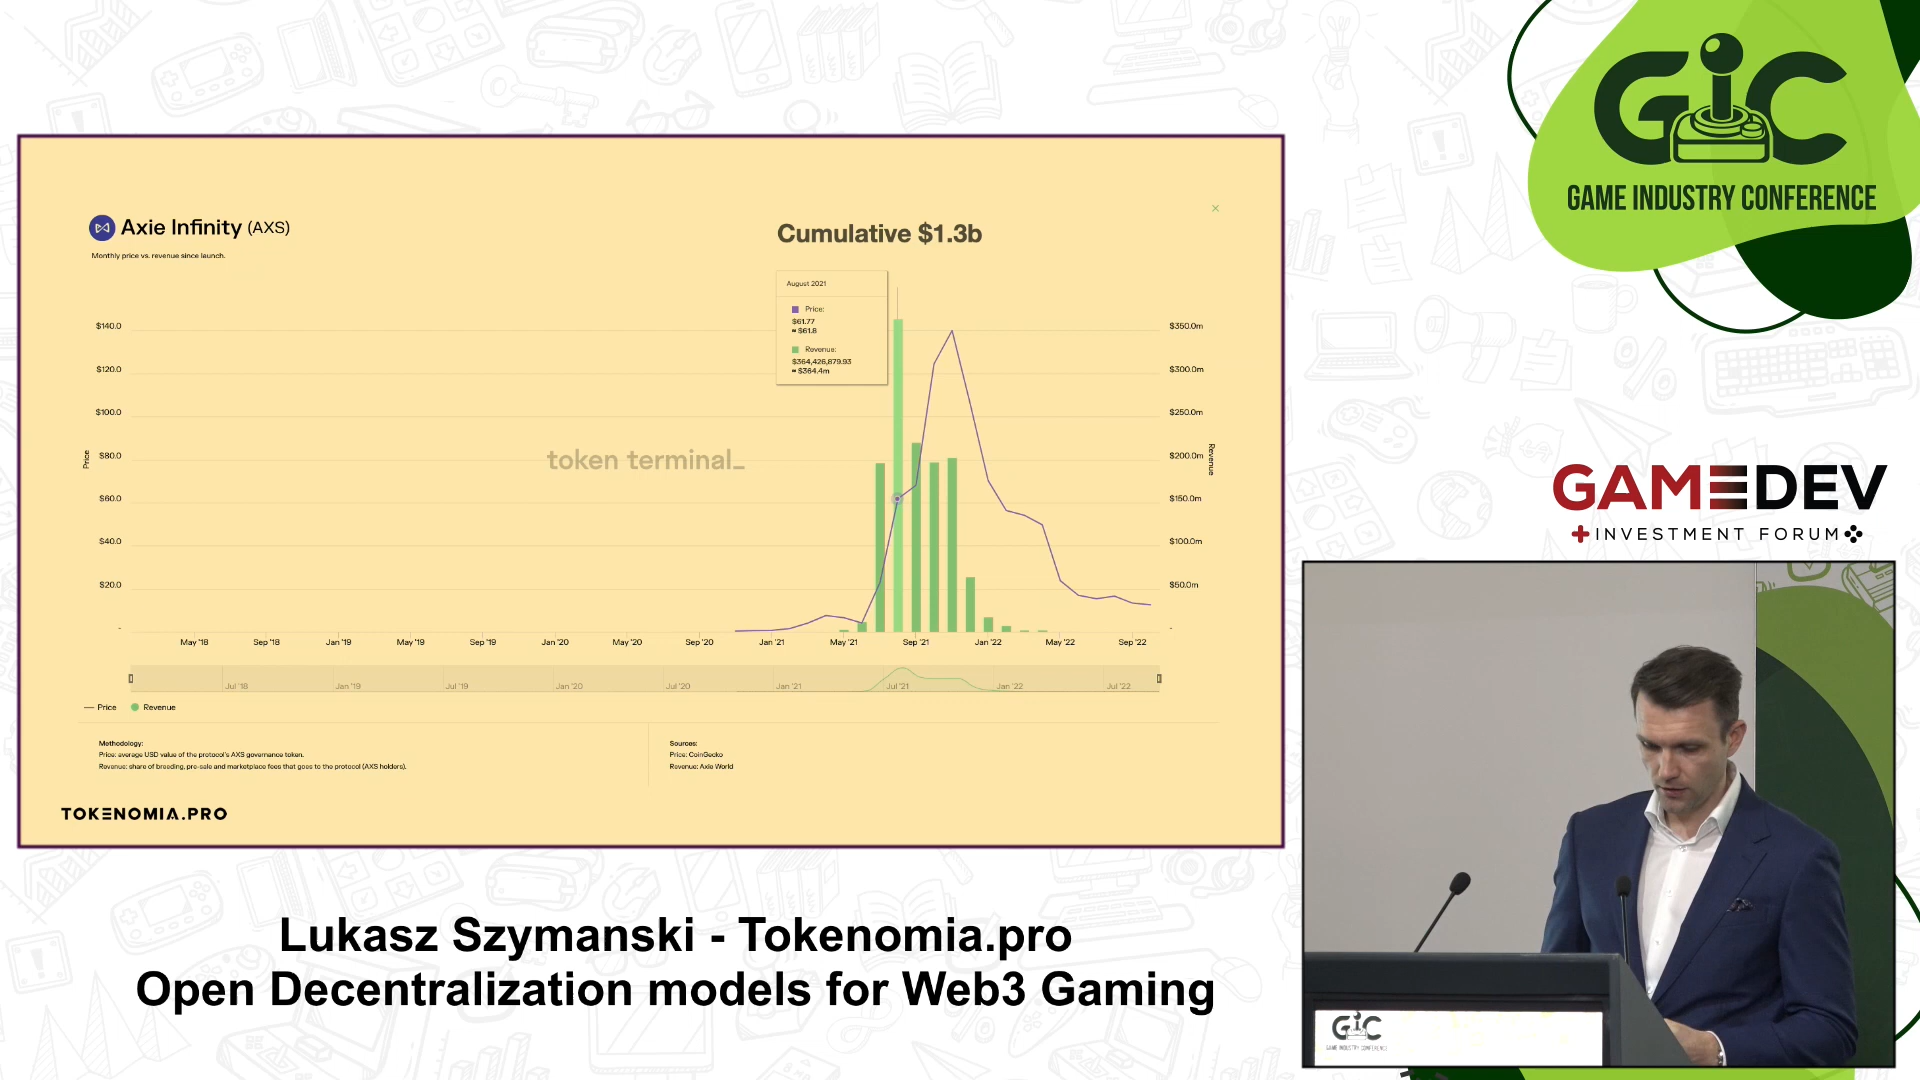 GIC
GAME INDUSTRY CONFERENCE
Axie Infinity (AXS)
Monthly price vs. revenue since launch.
Cumulative $1.3b
August 2021
Price:
$61.77
≈ $61.8
Revenue:
$364,426,879.93
≈ $364.4m
$140.0
$120.0
$100.0
$80.0
$60.0
$40.0
$20.0
-
Price
$350.0m
$300.0m
$250.0m
$200.0m
$150.0m
$100.0m
$50.0m
-
Revenue
token terminal_
May '18 Sep '18 Jan '19 May '19 Sep '19 Jan '20 May '20 Sep '20 Jan '21 May '21 Sep '21 Jan '22 May '22 Sep '22
Jul '18 Jan '19 Jul '19 Jan '20 Jul '20 Jan '21 Jul '21 Jan '22 Jul '22
Price Revenue
Methodology:
Price: average USD value of the protocol's AXS governance token.
Revenue: share of breeding, pre-sale and marketplace fees that goes to the protocol (AXS holders).
Sources:
Price: CoinGecko
Revenue: Axie World
TOKENOMIA.PRO
GAMEDEV
INVESTMENT FORUM
Lukasz Szymanski - Tokenomia.pro
Open Decentralization models for Web3 Gaming
GIC
GAME INDUSTRY CONFERENCE